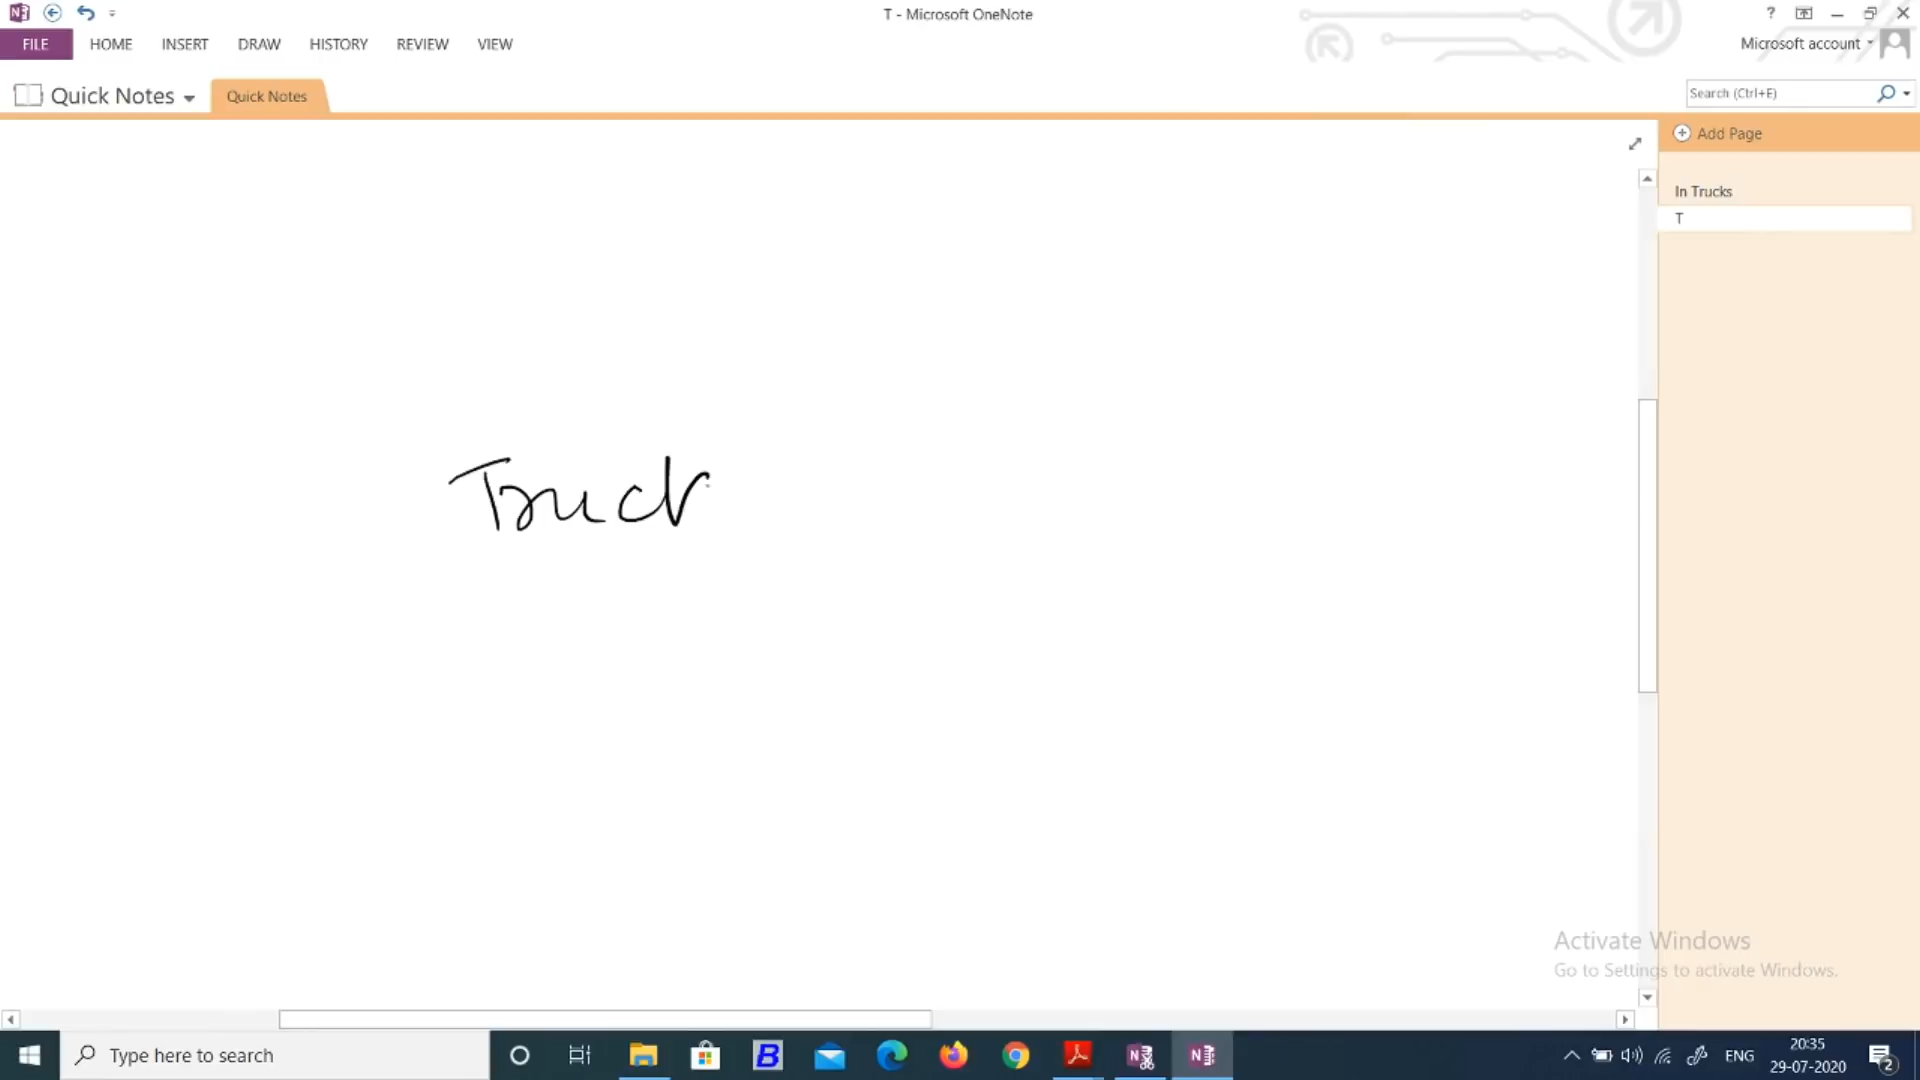 T - Microsoft OneNote
?
FILE HOME INSERT DRAW HISTORY REVIEW VIEW
Microsoft account
Quick Notes
Quick Notes
Search (Ctrl+E)
Add Page
In Trucks
T
Truck
Activate Windows
Go to Settings to activate Windows.
Type here to search
B
ENG
20:35
29-07-2020
2